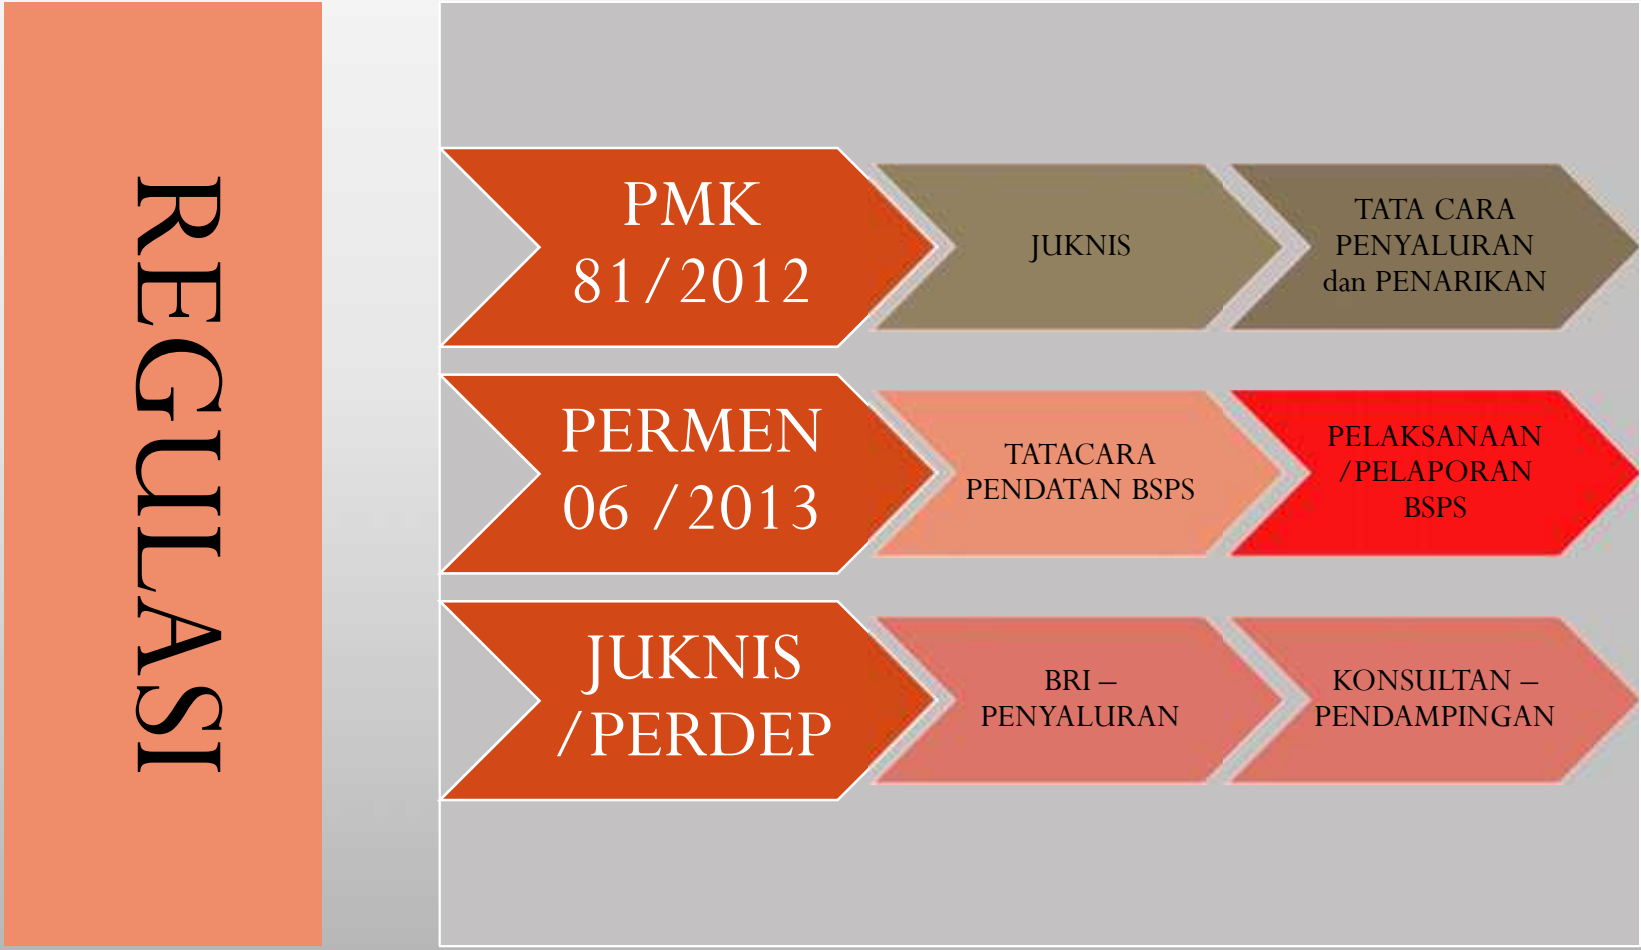 REGULASI
PMK
81/2012
JUKNIS
TATA CARA
PENYALURAN
dan PENARIKAN
PERMEN
06 /2013
TATACARA
PENDATAN BSPS
PELAKSANAAN
/PELAPORAN
BSPS
JUKNIS
/PERDEP
BRI –
PENYALURAN
KONSULTAN –
PENDAMPINGAN